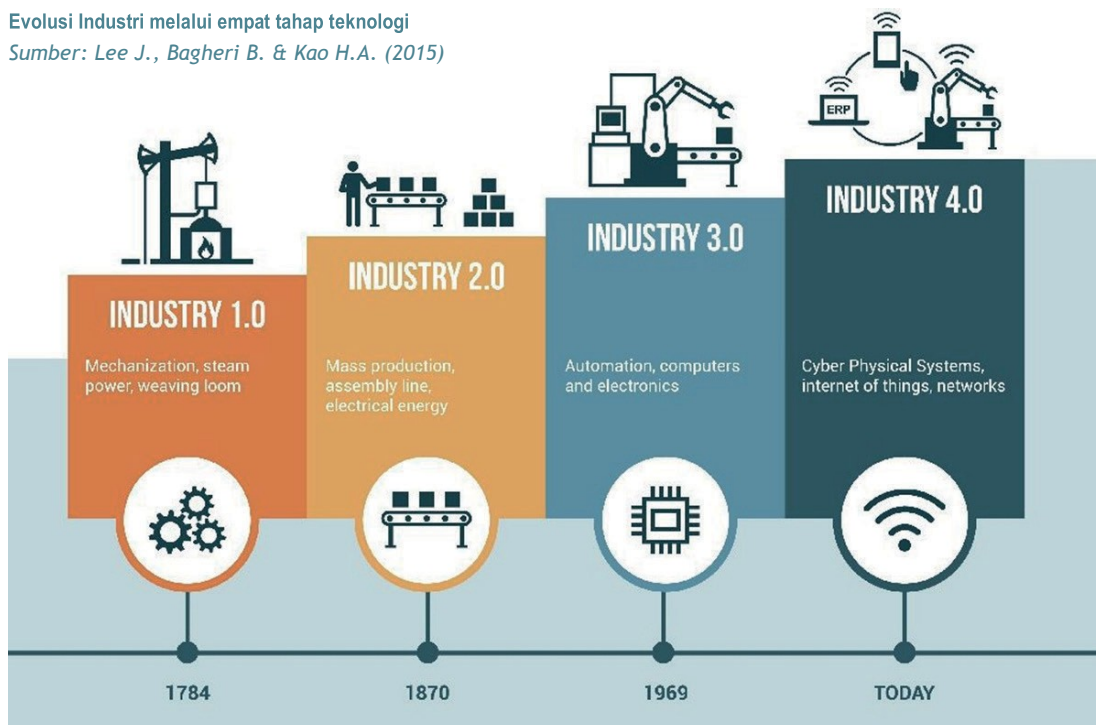 Evolusi Industri melalui empat tahap teknologi
Sumber: Lee J., Bagheri B. & Kao H.A. (2015)
INDUSTRY 1.0
Mechanization, steam
power, weaving loom
1784
INDUSTRY 2.0
Mass production,
assembly line,
electrical energy
1870
INDUSTRY 3.0
Automation, computers
and electronics
1969
ERP
INDUSTRY 4.0
Cyber Physical Systems,
internet of things, networks
TODAY